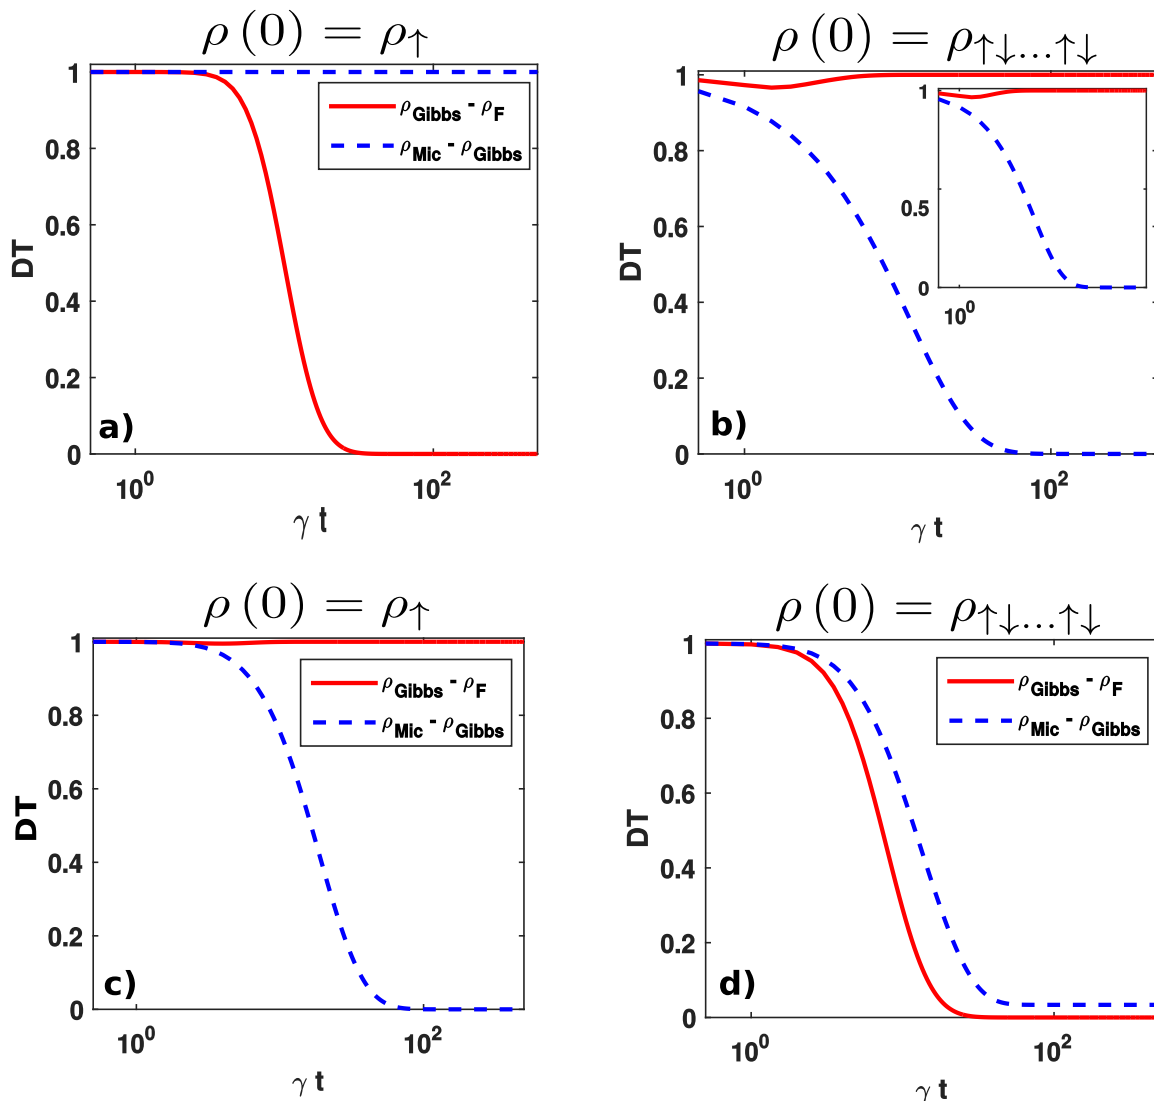 ρ (0) = ρ↑
1
0.8
0.6
0.4
0.2
0
DT
ρGibbs - ρF
ρMic - ρGibbs
a)
10^0 10^2
γ t
ρ (0) = ρ↑↓...↑↓
1
0.8
0.6
0.4
0.2
0
DT
1
0.5
0
10^0
b)
10^0 10^2
γ t
ρ (0) = ρ↑
1
0.8
0.6
0.4
0.2
0
DT
ρGibbs - ρF
ρMic - ρGibbs
c)
10^0 10^2
γ t
ρ (0) = ρ↑↓...↑↓
1
0.8
0.6
0.4
0.2
0
DT
ρGibbs - ρF
ρMic - ρGibbs
d)
10^0 10^2
γ t